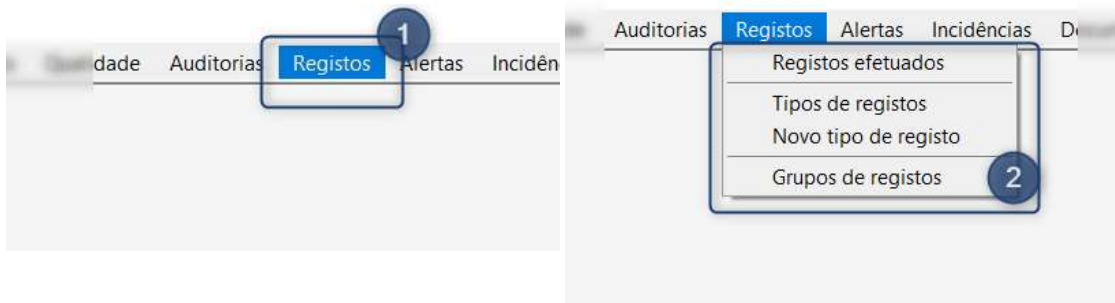 1
dade Auditorias Registos Alertas Incidên
Auditorias Registos Alertas Incidências D
Registos efetuados
Tipos de registos
Novo tipo de registo
Grupos de registos
2